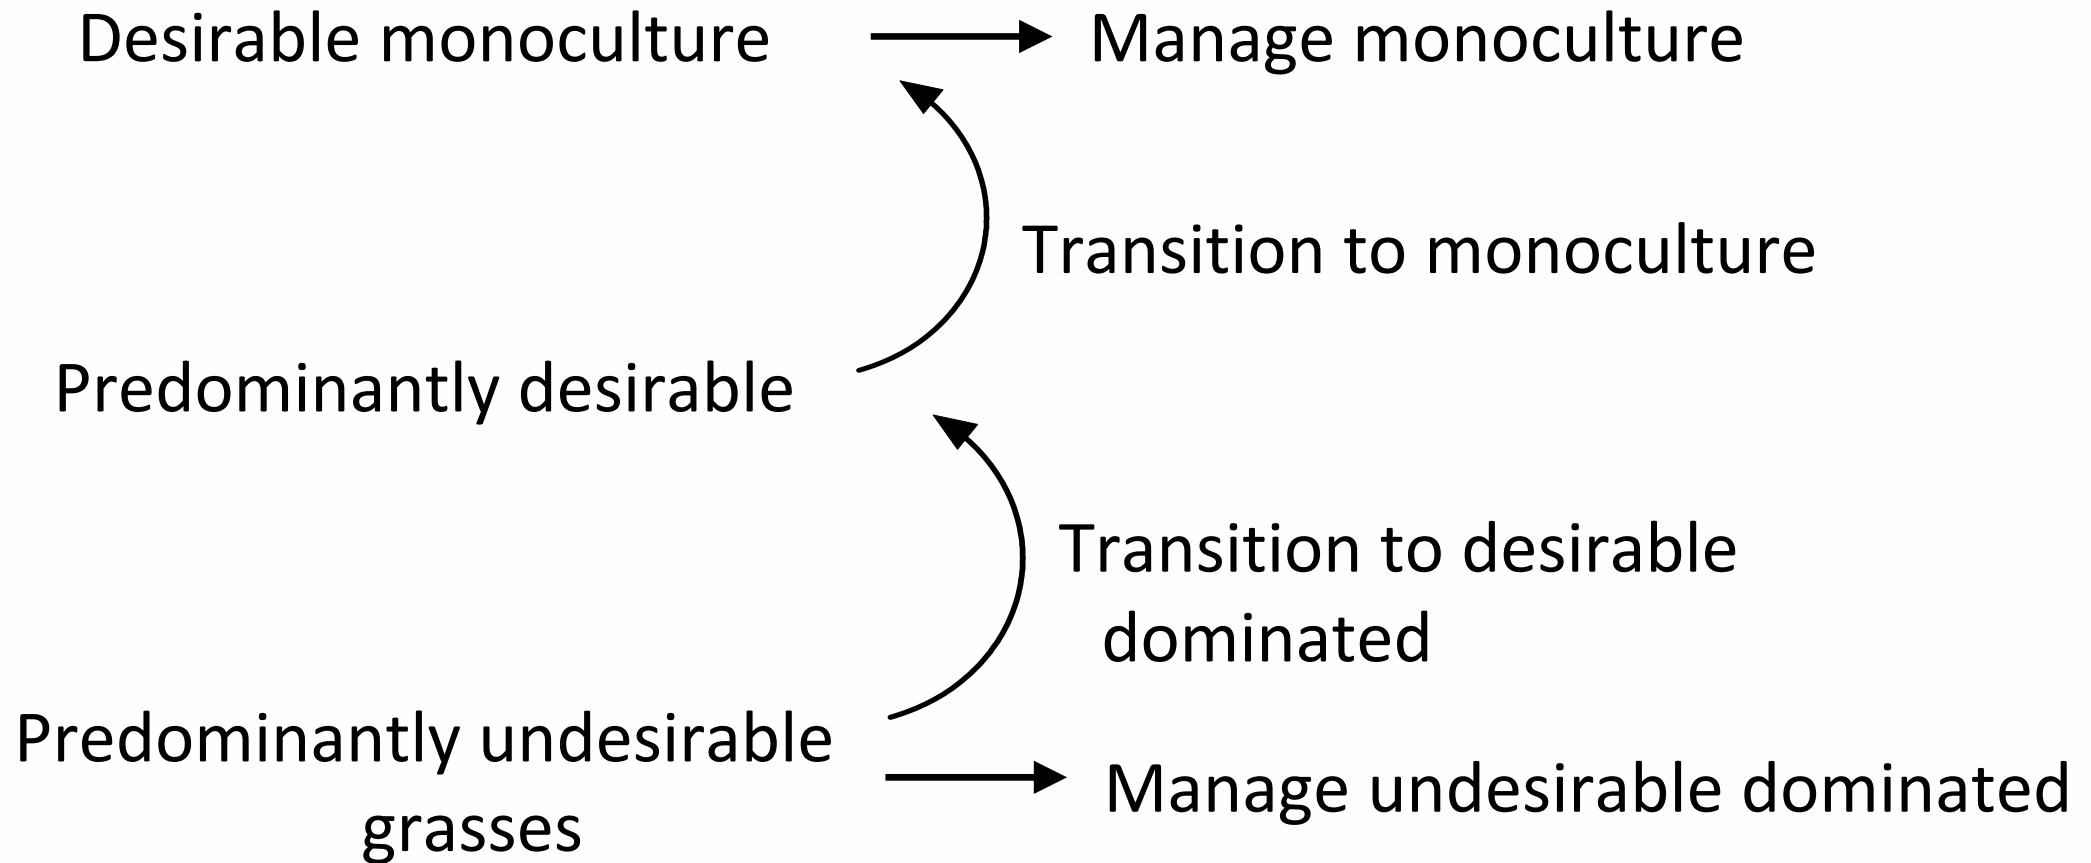 Desirable monoculture
Manage monoculture
Transition to monoculture
Predominantly desirable
Transition to desirable
dominated
Predominantly undesirable
grasses
Manage undesirable dominated